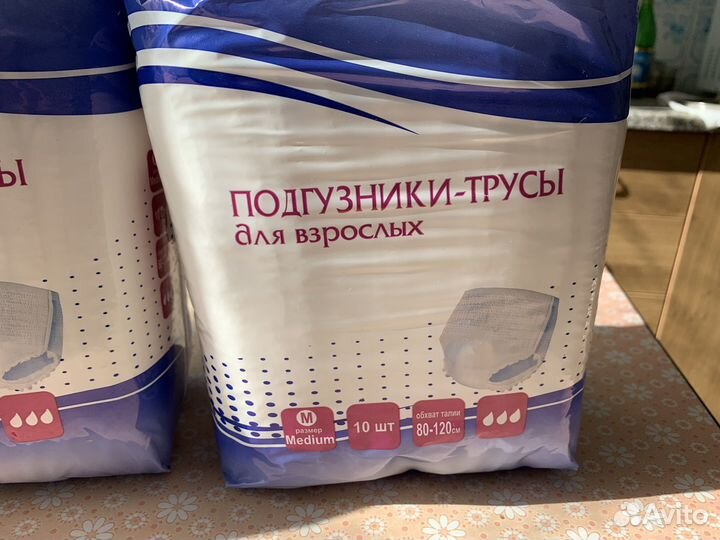 Ы
ПОДГУЗНИКИ-ТРУСЫ
для взрослых
M
размер
Medium
10 шт
обхват талии
80-120см
Avito